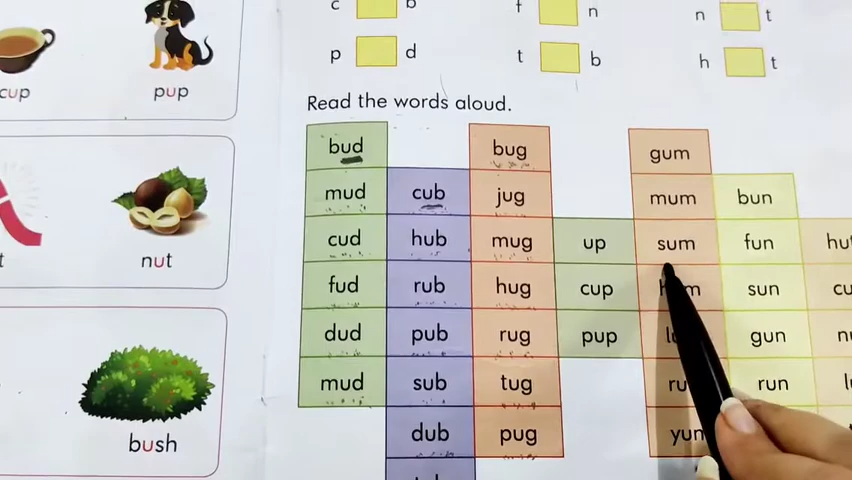 c b f n n t
p d t b h t
cup pup
nut
bush
Read the words aloud.
bud bug gum
mud cub jug mum bun
cud hub mug up sum fun
fud rub hug cup sun
dud pub rug pup gun
mud sub tug run
dub pug